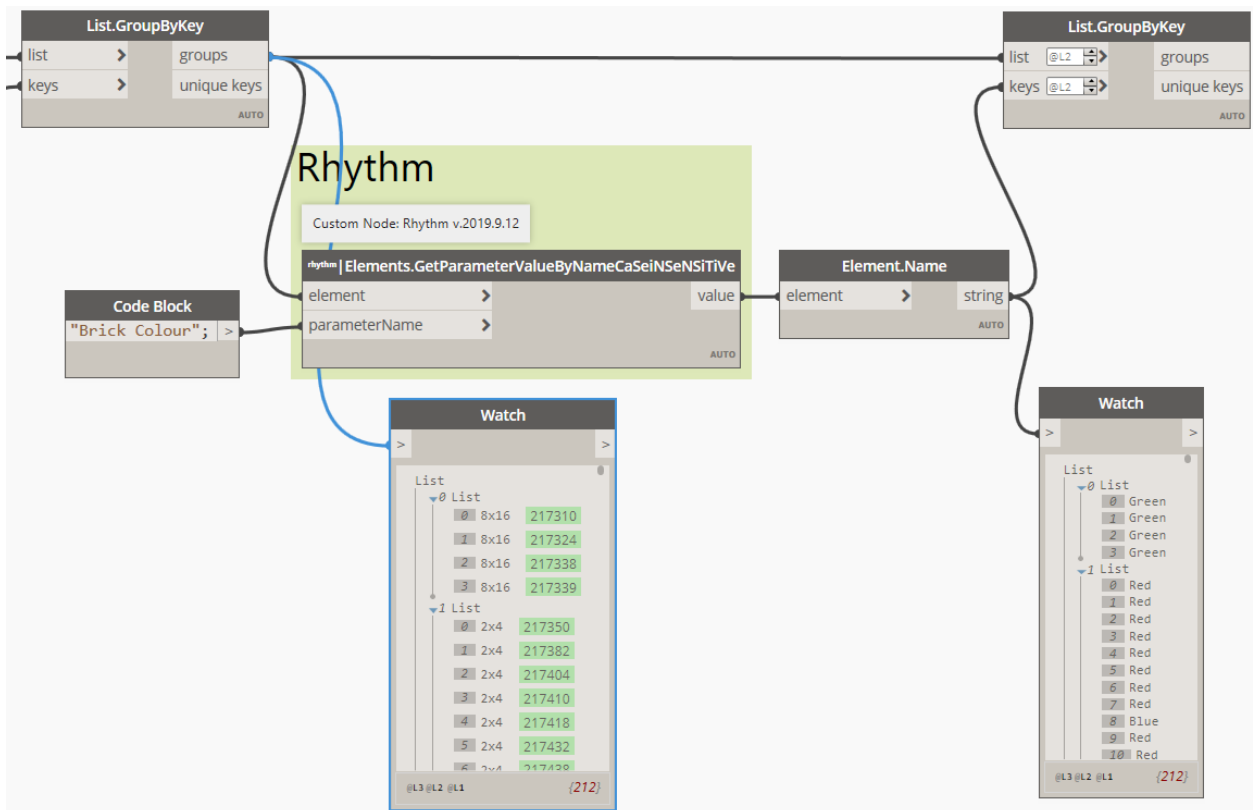 List.GroupByKey
list > groups
keys > unique keys
AUTO
List.GroupByKey
list @L2 > groups
keys @L2 > unique keys
AUTO
Rhythm
Custom Node: Rhythm v.2019.9.12
rhythm|Elements.GetParameterValueByNameCaSeiNSeNSiTiVe
element > value
parameterName >
AUTO
Element.Name
element > string
AUTO
Code Block
"Brick Colour"; >
Watch
> >
List
0 List
0 8x16 217310
1 8x16 217324
2 8x16 217338
3 8x16 217339
1 List
0 2x4 217350
1 2x4 217382
2 2x4 217404
3 2x4 217410
4 2x4 217418
5 2x4 217432
6 2x4 217438
@L3 @L2 @L1 {212}
Watch
> >
List
0 List
0 Green
1 Green
2 Green
3 Green
1 List
0 Red
1 Red
2 Red
3 Red
4 Red
5 Red
6 Red
7 Red
8 Blue
9 Red
10 Red
@L3 @L2 @L1 {212}